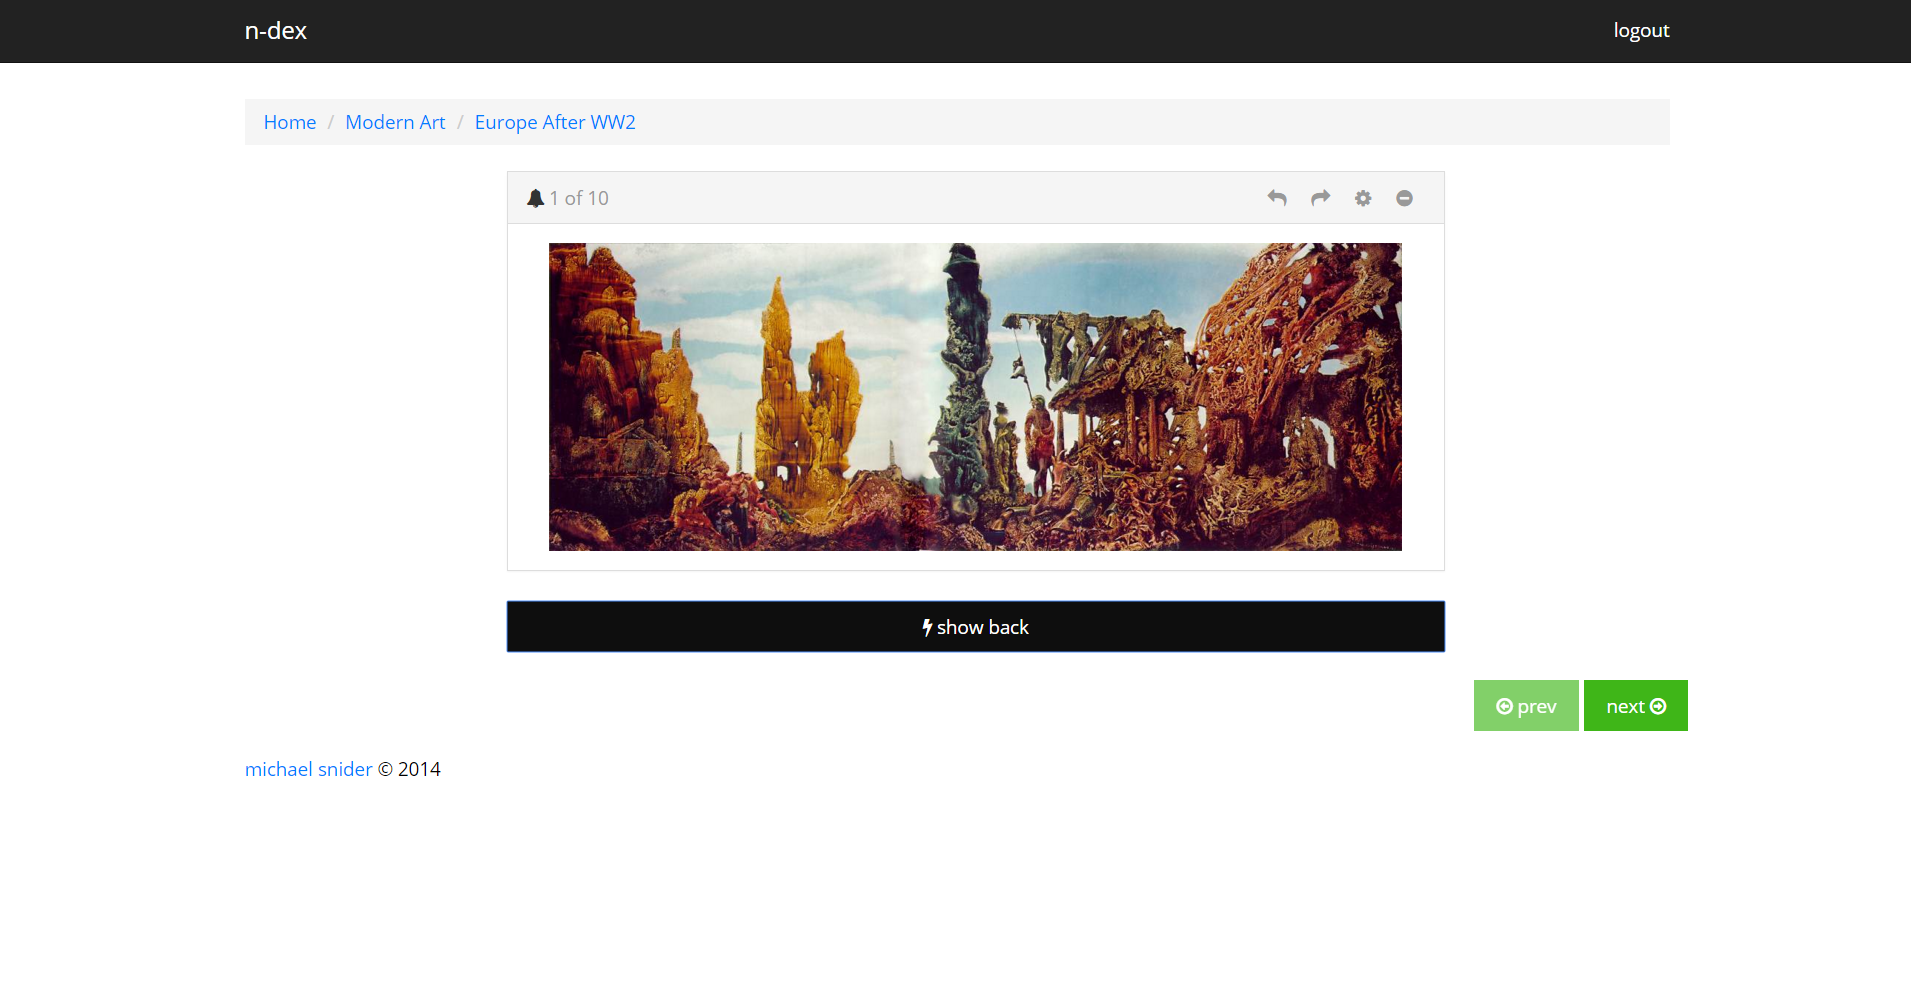 n-dex logout
Home / Modern Art / Europe After WW2
1 of 10
show back
prev next
michael snider © 2014